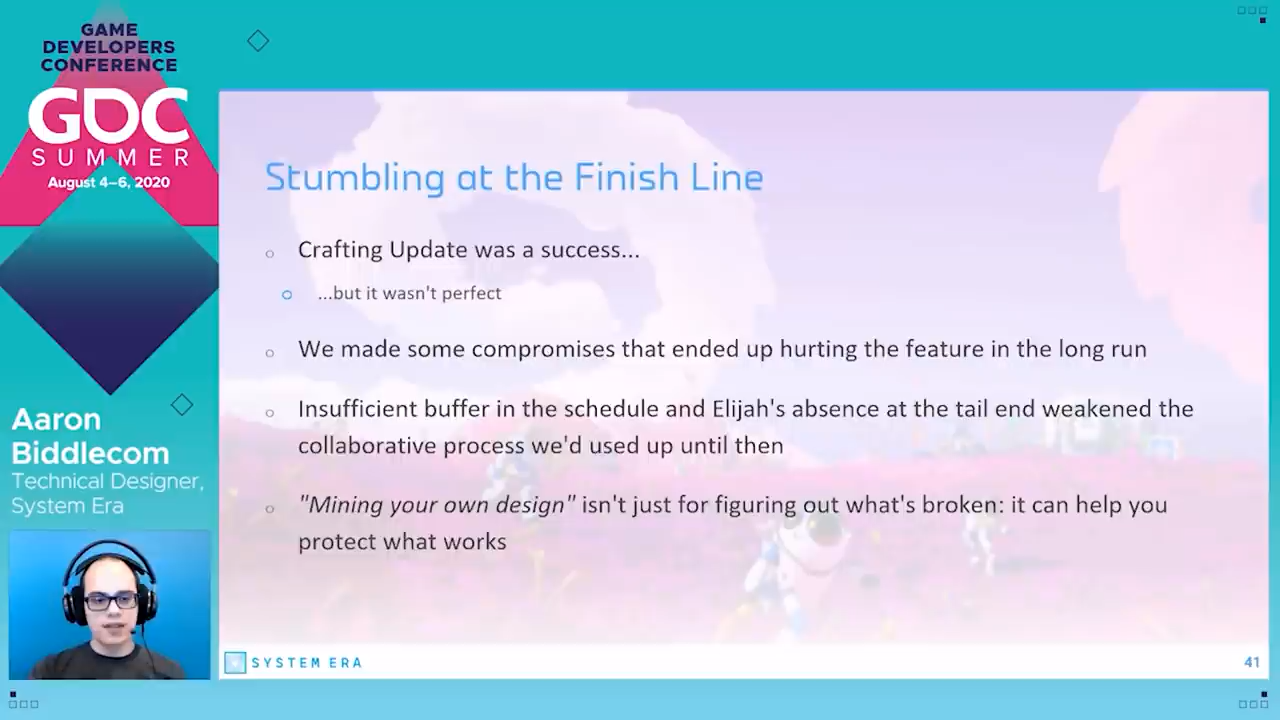 GAME
DEVELOPERS
CONFERENCE
GDC
SUMMER
August 4–6, 2020
Aaron
Biddlecom
Technical Designer,
System Era
Stumbling at the Finish Line
Crafting Update was a success...
...but it wasn't perfect
We made some compromises that ended up hurting the feature in the long run
Insufficient buffer in the schedule and Elijah's absence at the tail end weakened the
collaborative process we'd used up until then
"Mining your own design" isn't just for figuring out what's broken: it can help you
protect what works
SYSTEM ERA
41